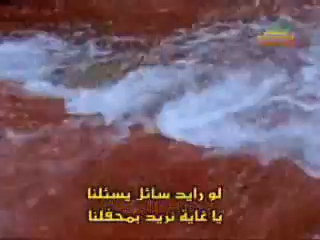 لو رايد سائل يسئلنا
يا غاية نريد بمحفلنا